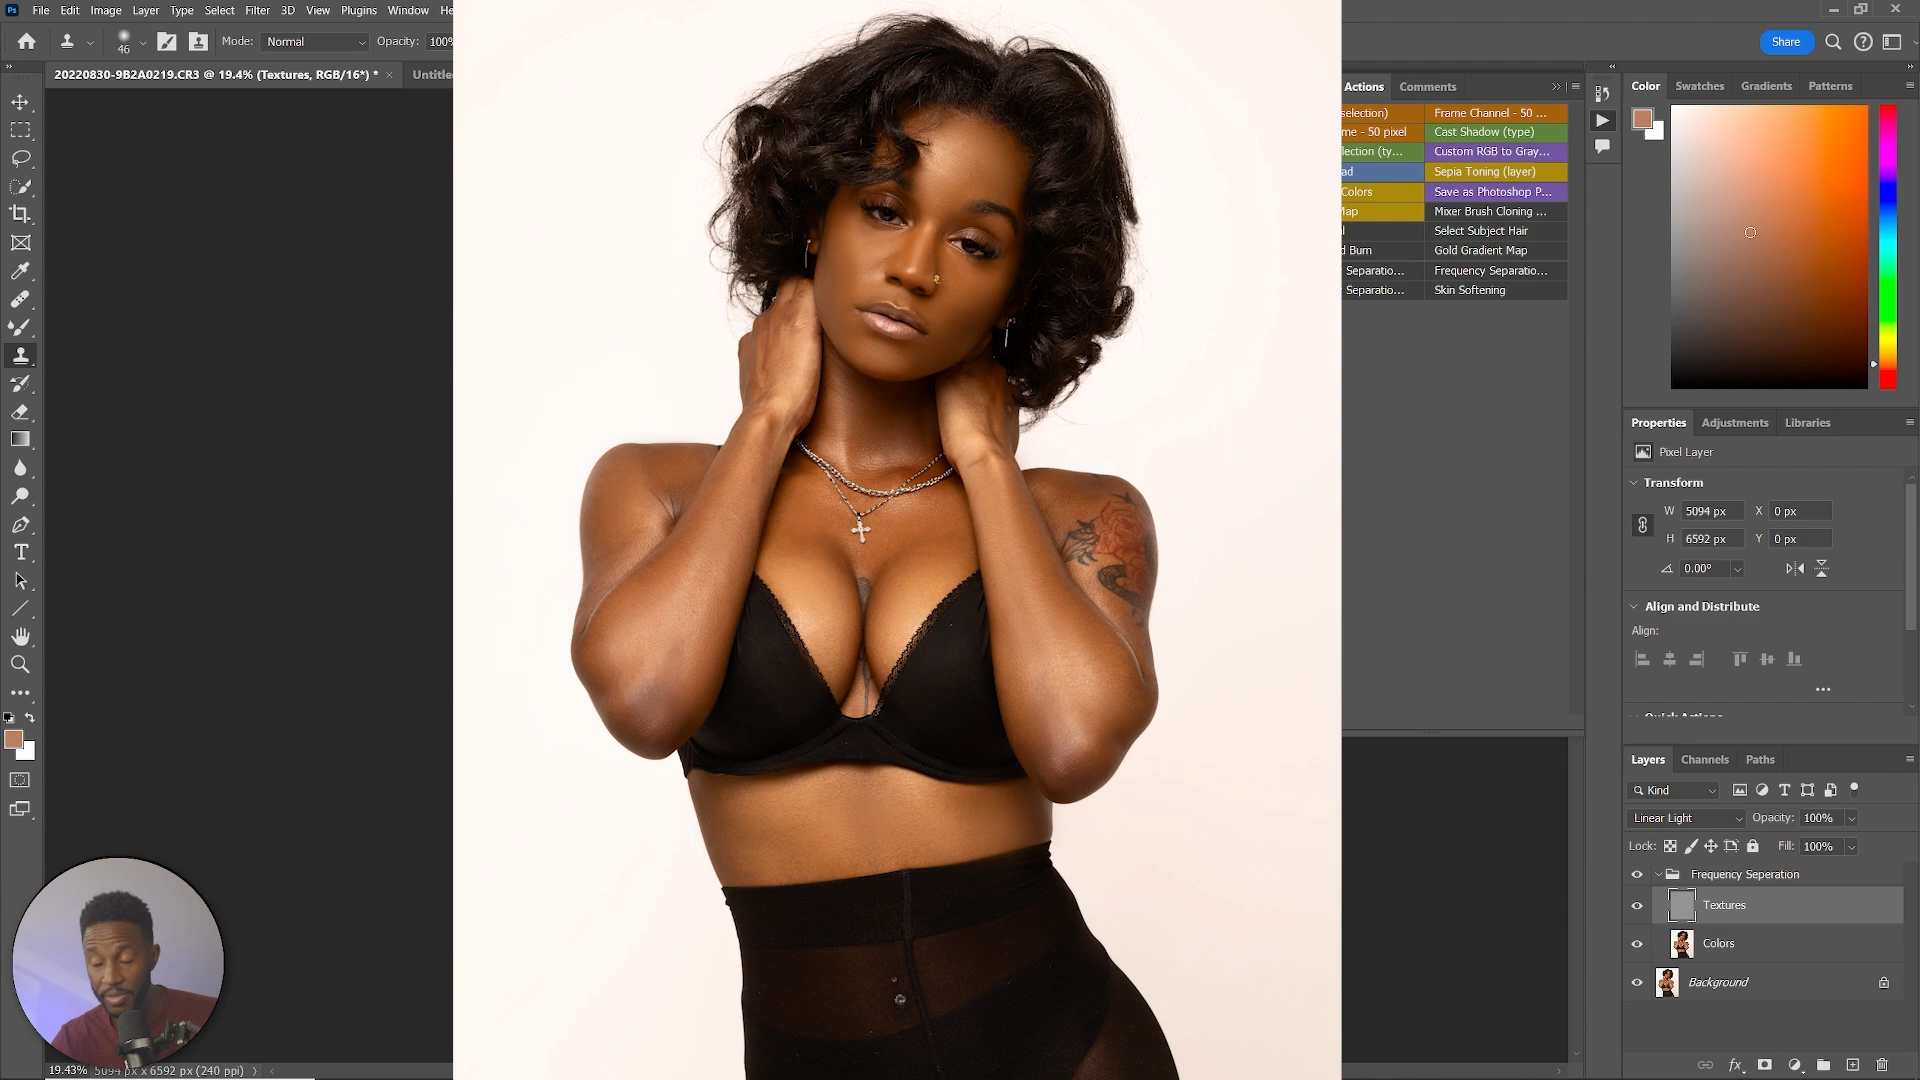 Ps File Edit Image Layer Type Select Filter 3D View Plugins Window He
46 Mode: Normal Opacity: 100% Share
20220830-9B2A0219.CR3 @ 19.4% (Textures, RGB/16*) * × Untitle
Actions Comments
selection) Frame Channel - 50 ...
me - 50 pixel Cast Shadow (type)
lection (ty... Custom RGB to Gray...
ad Sepia Toning (layer)
Colors Save as Photoshop P...
Map Mixer Brush Cloning ...
l Select Subject Hair
d Burn Gold Gradient Map
Separatio... Frequency Separatio...
Separatio... Skin Softening
Color Swatches Gradients Patterns
Properties Adjustments Libraries
Pixel Layer
Transform
W 5094 px X 0 px
H 6592 px Y 0 px
0.00°
Align and Distribute
Align:
Quick Actions
Layers Channels Paths
Kind
Linear Light Opacity: 100%
Lock: Fill: 100%
Frequency Seperation
Textures
Colors
Background
19.43% 5094 px x 6592 px (240 ppi)